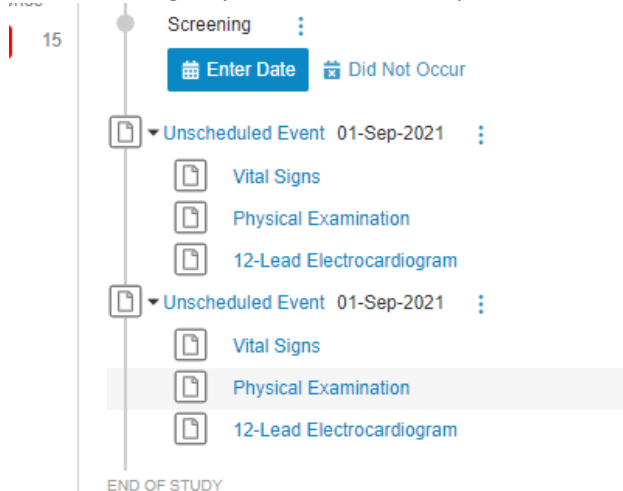 15
Screening
Enter Date Did Not Occur
Unscheduled Event 01-Sep-2021
Vital Signs
Physical Examination
12-Lead Electrocardiogram
Unscheduled Event 01-Sep-2021
Vital Signs
Physical Examination
12-Lead Electrocardiogram
END OF STUDY